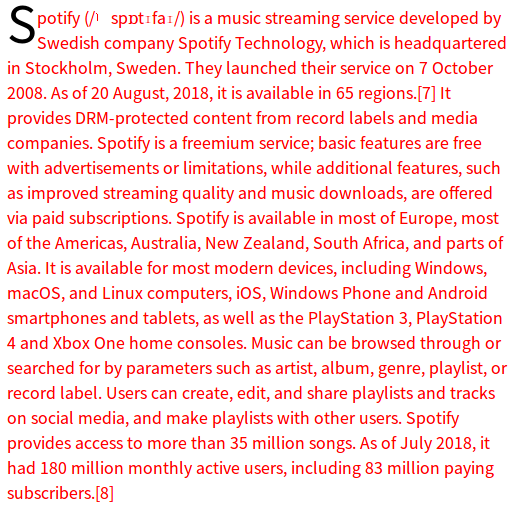 Spotify (/ˈspɒtɪfaɪ/) is a music streaming service developed by
Swedish company Spotify Technology, which is headquartered
in Stockholm, Sweden. They launched their service on 7 October
2008. As of 20 August, 2018, it is available in 65 regions.[7] It
provides DRM-protected content from record labels and media
companies. Spotify is a freemium service; basic features are free
with advertisements or limitations, while additional features, such
as improved streaming quality and music downloads, are offered
via paid subscriptions. Spotify is available in most of Europe, most
of the Americas, Australia, New Zealand, South Africa, and parts of
Asia. It is available for most modern devices, including Windows,
macOS, and Linux computers, iOS, Windows Phone and Android
smartphones and tablets, as well as the PlayStation 3, PlayStation
4 and Xbox One home consoles. Music can be browsed through or
searched for by parameters such as artist, album, genre, playlist, or
record label. Users can create, edit, and share playlists and tracks
on social media, and make playlists with other users. Spotify
provides access to more than 35 million songs. As of July 2018, it
had 180 million monthly active users, including 83 million paying
subscribers.[8]